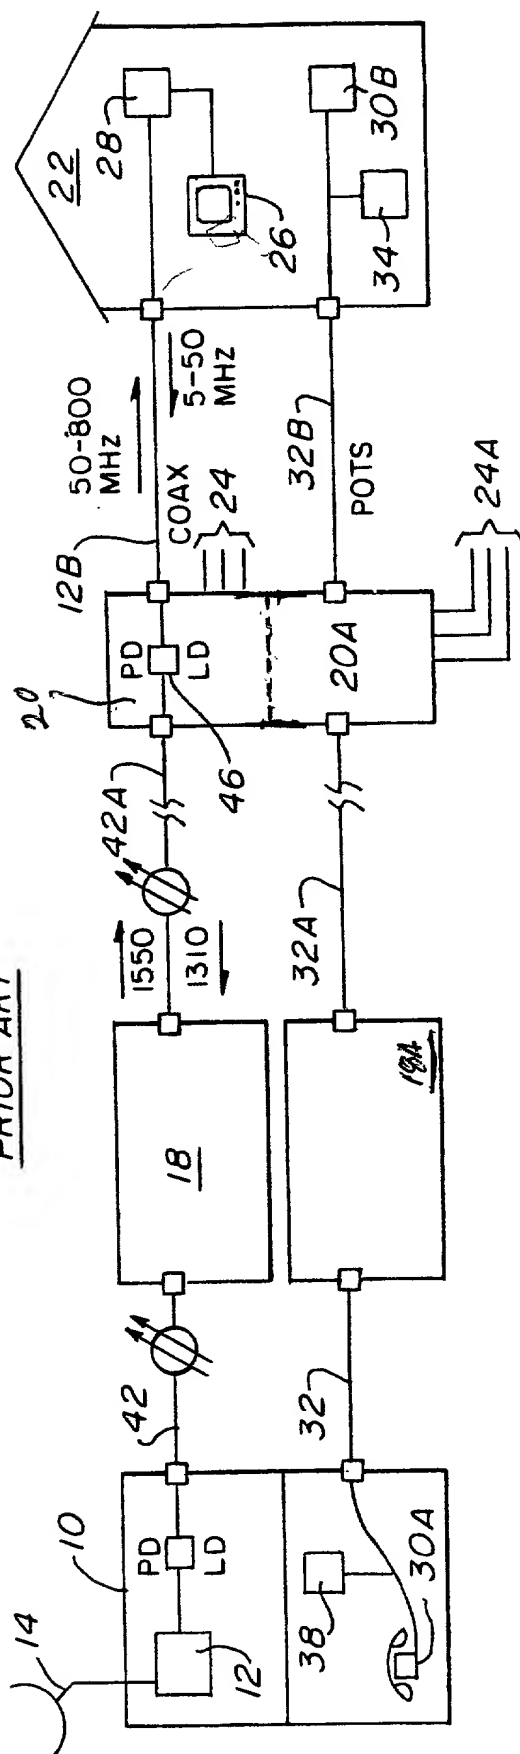 PRIOR ART
14
10
12
PD
LD
38
30A
42
32
18
18A
1550
1310
42A
32A
20
PD
LD
46
20A
12B
COAX
24
24A
50-800
MHZ
5-50
MHZ
32B
POTS
22
28
26
34
30B